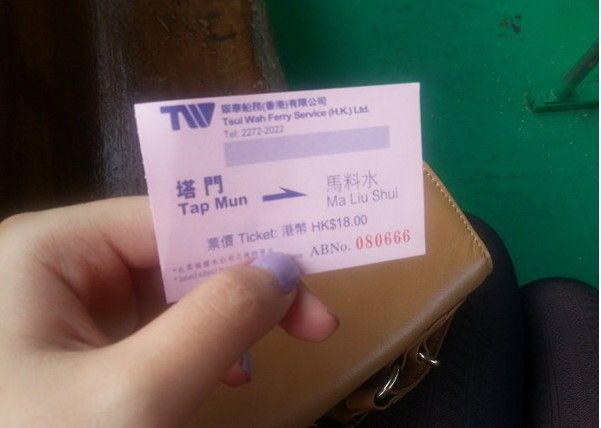 TW 翠華船務(香港)有限公司
Tsui Wah Ferry Service (H.K.) Ltd.
Tel: 2272-2022
塔門 馬料水
Tap Mun Ma Liu Shui
票價 Ticket: 港幣 HK$18.00
ABNo. 080666